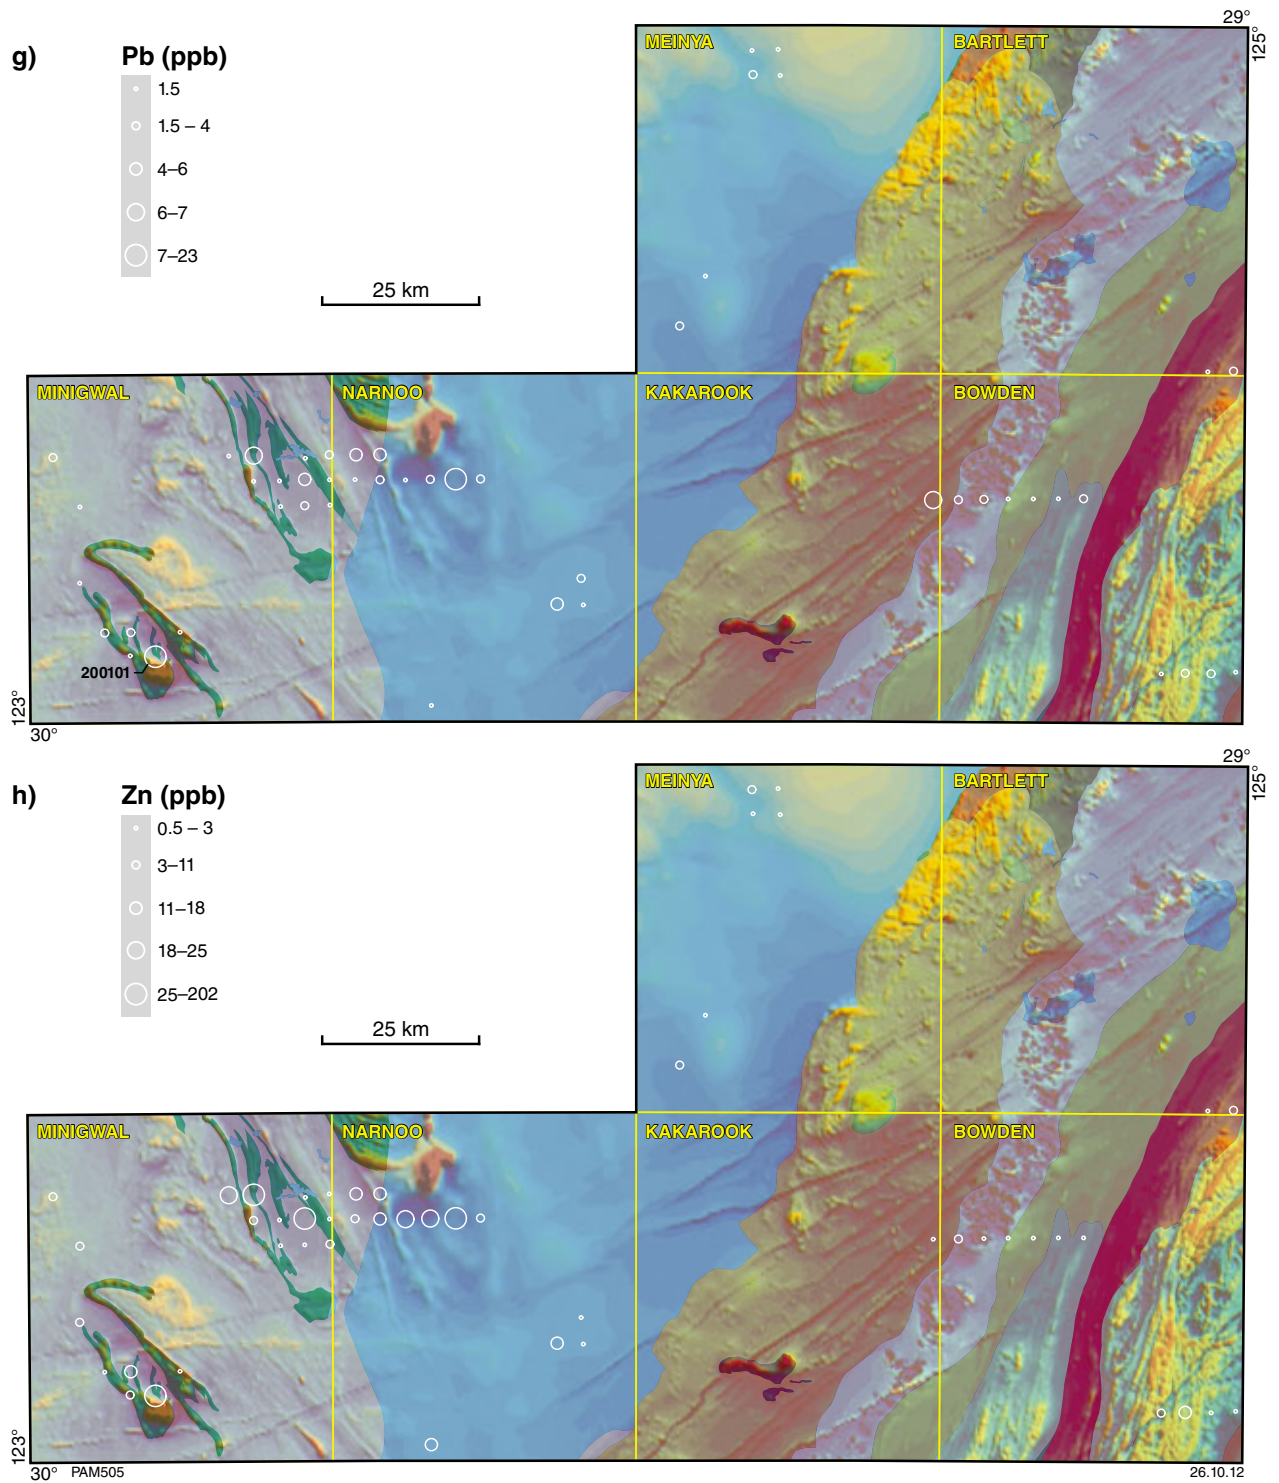 29°
125°
g)
Pb (ppb)
1.5
1.5 – 4
4–6
6–7
7–23
25 km
MEINYA
BARTLETT
MINIGWAL
NARNOO
KAKAROOK
BOWDEN
200101
123°
30°
29°
125°
h)
Zn (ppb)
0.5 – 3
3–11
11–18
18–25
25–202
25 km
MEINYA
BARTLETT
MINIGWAL
NARNOO
KAKAROOK
BOWDEN
123°
30°
PAM505
26.10.12